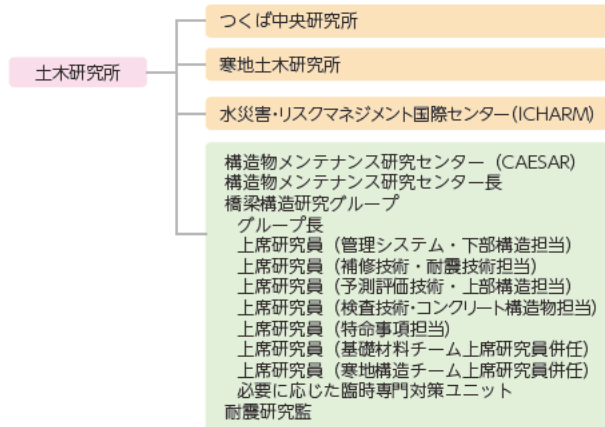 土木研究所
つくば中央研究所
寒地土木研究所
水災害・リスクマネジメント国際センター(ICHARM)
構造物メンテナンス研究センター (CAESAR)
構造物メンテナンス研究センター長
橋梁構造研究グループ
グループ長
上席研究員 (管理システム・下部構造担当)
上席研究員 (補修技術・耐震技術担当)
上席研究員 (予測評価技術・上部構造担当)
上席研究員 (検査技術・コンクリート構造物担当)
上席研究員 (特命事項担当)
上席研究員 (基礎材料チーム上席研究員併任)
上席研究員 (寒地構造チーム上席研究員併任)
必要に応じた臨時専門対策ユニット
耐震研究監